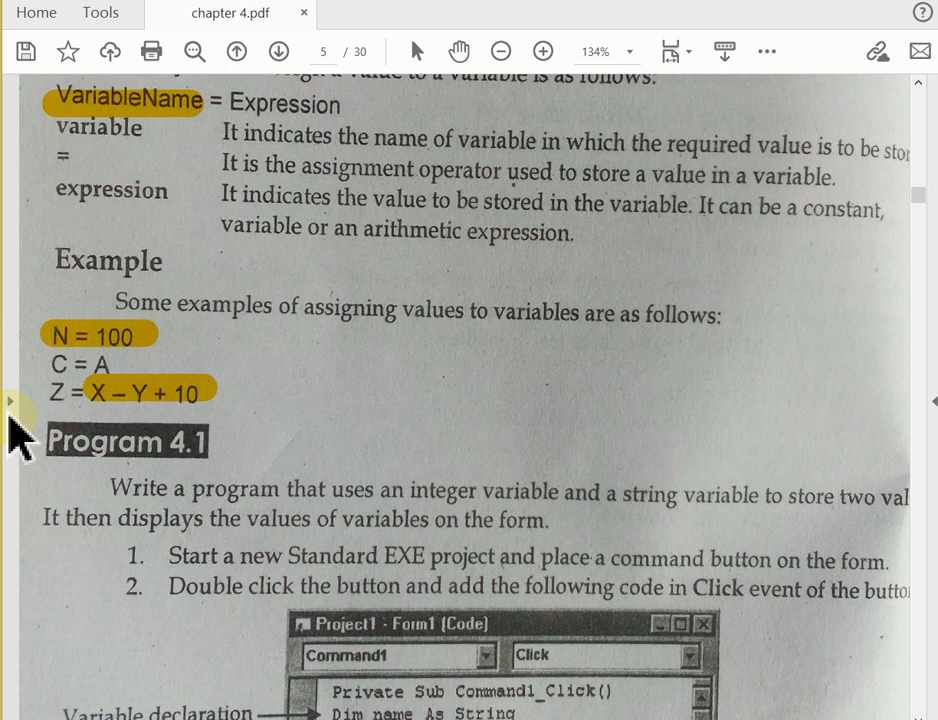 Home Tools chapter 4.pdf ×
5 / 30 134%
a value to a variable is as follows:
VariableName = Expression
variable It indicates the name of variable in which the required value is to be
= It is the assignment operator used to store a value in a variable.
expression It indicates the value to be stored in the variable. It can be a constant,
variable or an arithmetic expression.
Example
Some examples of assigning values to variables are as follows:
N = 100
C = A
Z = X – Y + 10
Program 4.1
Write a program that uses an integer variable and a string variable to store two
It then displays the values of variables on the form.
1. Start a new Standard EXE project and place a command button on the form.
2. Double click the button and add the following code in Click event of the
Project1 - Form1 (Code)
Command1 Click
Private Sub Command1_Click()
Variable declaration Dim name As String